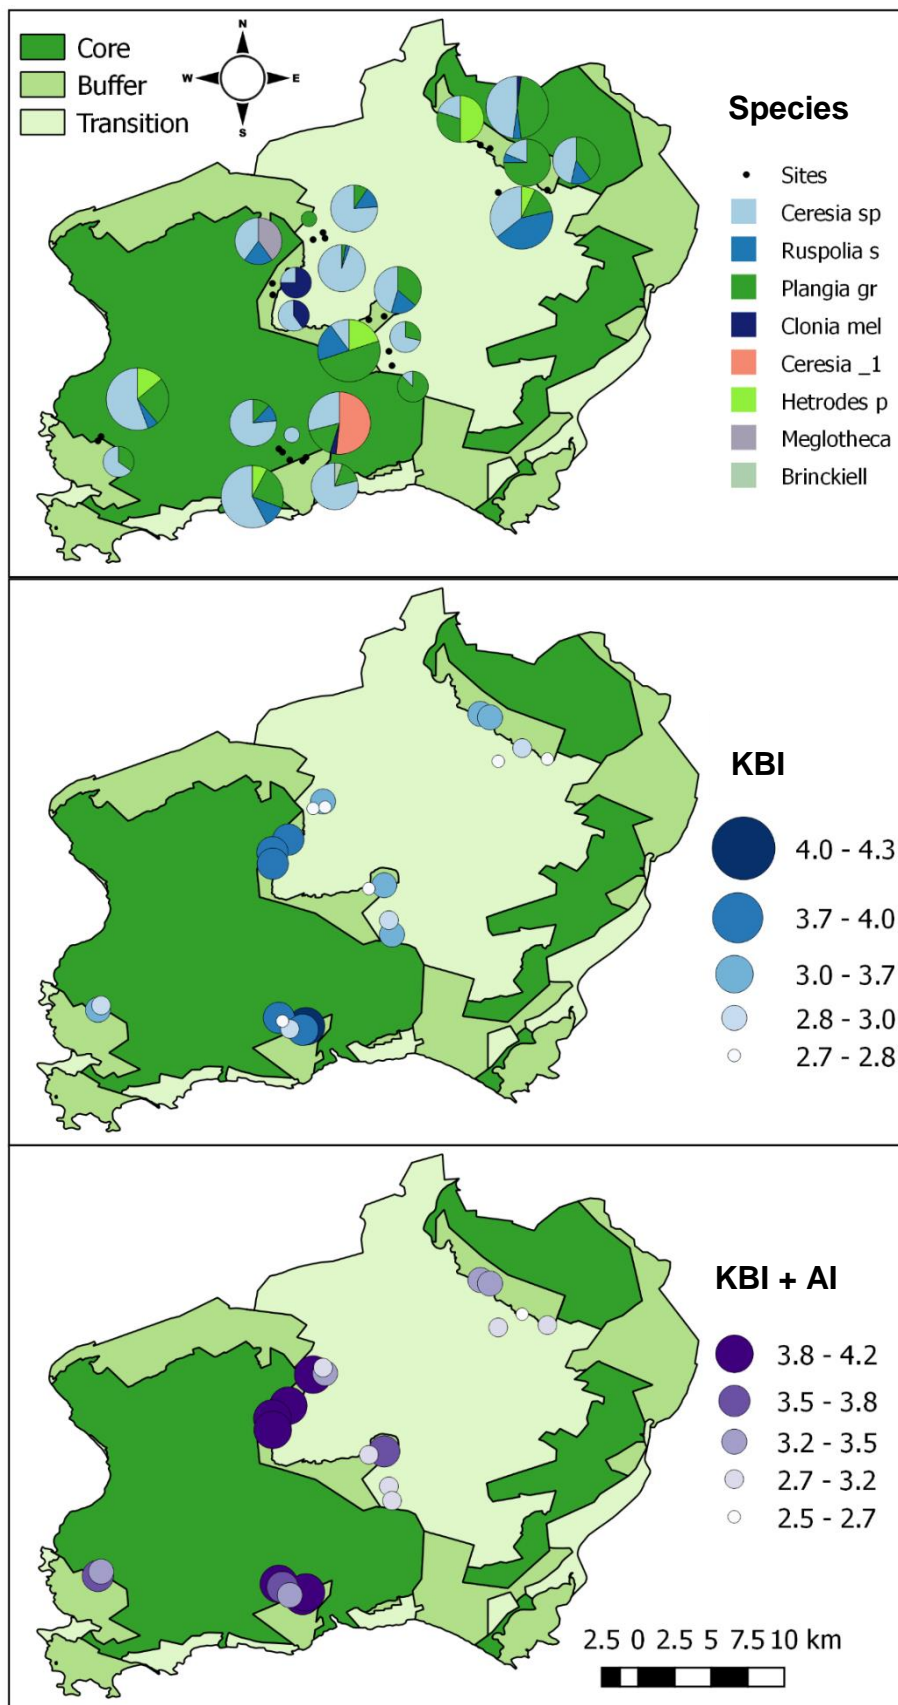 Core
Buffer
Transition
N
W
E
S
Species
Sites
Ceresia sp
Ruspolia s
Plangia gr
Clonia mel
Ceresia _1
Hetrodes p
Meglotheca
Brinckiell
KBI
4.0 - 4.3
3.7 - 4.0
3.0 - 3.7
2.8 - 3.0
2.7 - 2.8
KBI + AI
3.8 - 4.2
3.5 - 3.8
3.2 - 3.5
2.7 - 3.2
2.5 - 2.7
2.5 0 2.5 5 7.5 10 km